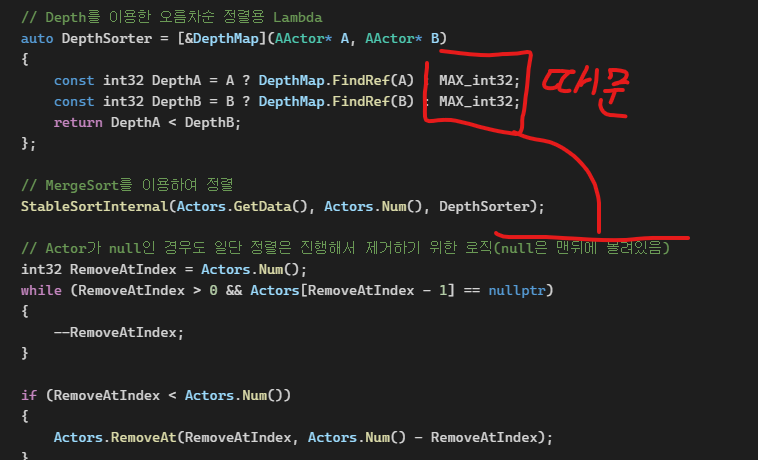 // Depth를 이용한 오름차순 정렬용 Lambda
auto DepthSorter = [&DepthMap](AActor* A, AActor* B)
{
    const int32 DepthA = A ? DepthMap.FindRef(A) : MAX_int32;
    const int32 DepthB = B ? DepthMap.FindRef(B) : MAX_int32;
    return DepthA < DepthB;
};
때문
// MergeSort를 이용하여 정렬
StableSortInternal(Actors.GetData(), Actors.Num(), DepthSorter);
// Actor가 null인 경우도 일단 정렬은 진행해서 제거하기 위한 로직(null은 맨뒤에 몰려있음)
int32 RemoveAtIndex = Actors.Num();
while (RemoveAtIndex > 0 && Actors[RemoveAtIndex - 1] == nullptr)
{
    --RemoveAtIndex;
}
if (RemoveAtIndex < Actors.Num())
{
    Actors.RemoveAt(RemoveAtIndex, Actors.Num() - RemoveAtIndex);
}